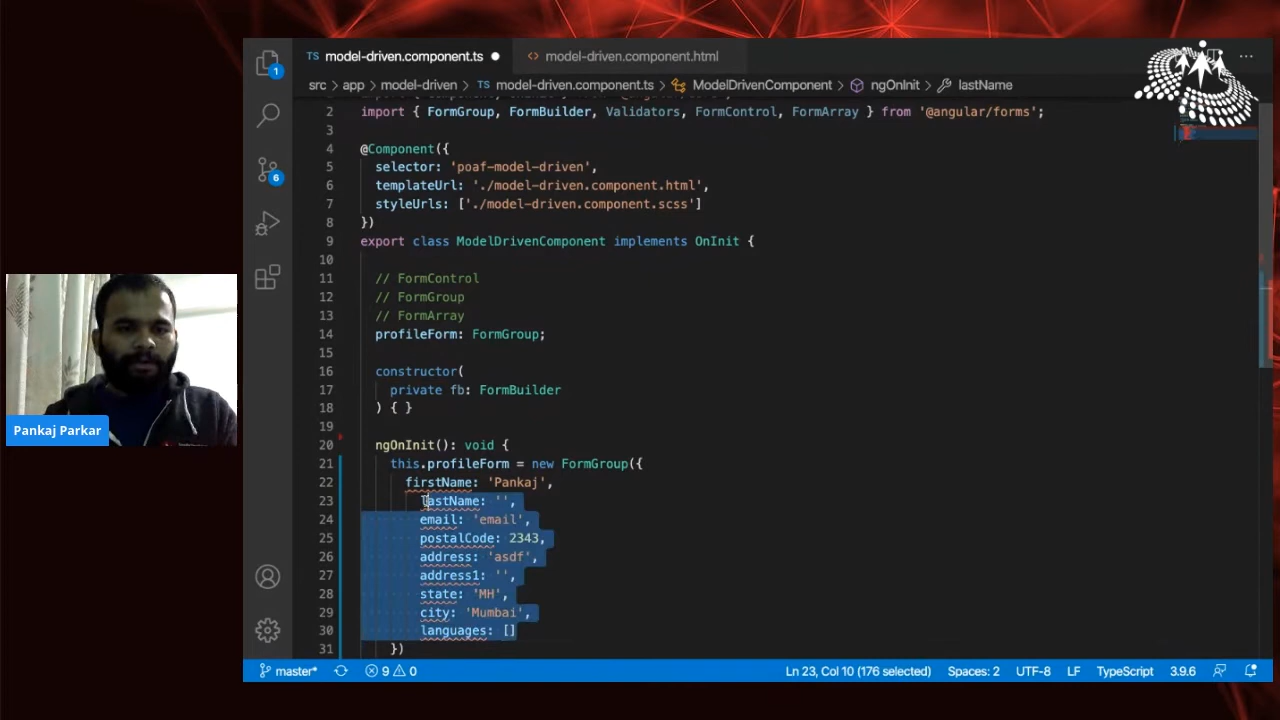 TS model-driven.component.ts
<> model-driven.component.html
src > app > model-driven > TS model-driven.component.ts > ModelDrivenComponent > ngOnInit > lastName
2 import { FormGroup, FormBuilder, Validators, FormControl, FormArray } from '@angular/forms';
3
4 @Component({
5 selector: 'poaf-model-driven',
6 templateUrl: './model-driven.component.html',
7 styleUrls: ['./model-driven.component.scss']
8 })
9 export class ModelDrivenComponent implements OnInit {
10
11 // FormControl
12 // FormGroup
13 // FormArray
14 profileForm: FormGroup;
15
16 constructor(
17 private fb: FormBuilder
18 ) { }
19
20 ngOnInit(): void {
21 this.profileForm = new FormGroup({
22 firstName: 'Pankaj',
23 lastName: '',
24 email: 'email',
25 postalCode: 2343,
26 address: 'asdf',
27 address1: '',
28 state: 'MH',
29 city: 'Mumbai',
30 languages: []
31 })
1
6
Pankaj Parkar
master* 9 0 Ln 23, Col 10 (176 selected) Spaces: 2 UTF-8 LF TypeScript 3.9.6